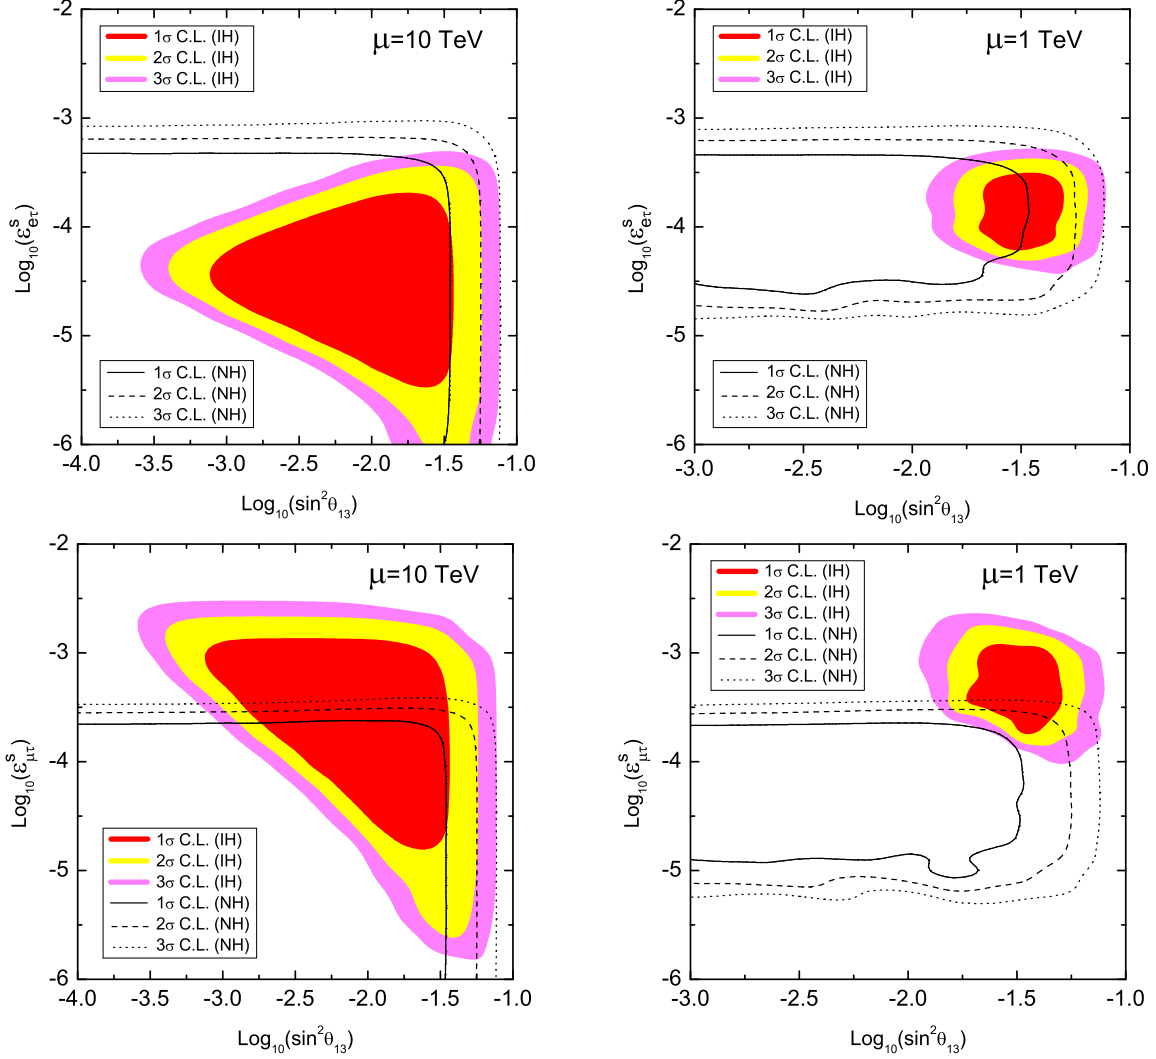 μ=10 TeV
1σ C.L. (IH)
2σ C.L. (IH)
3σ C.L. (IH)
-2
-3
-4
-5
-6
Log10(εseτ)
1σ C.L. (NH)
2σ C.L. (NH)
3σ C.L. (NH)
-4.0 -3.5 -3.0 -2.5 -2.0 -1.5 -1.0
Log10(sin2θ13)
μ=1 TeV
1σ C.L. (IH)
2σ C.L. (IH)
3σ C.L. (IH)
-2
-3
-4
-5
-6
Log10(εseτ)
1σ C.L. (NH)
2σ C.L. (NH)
3σ C.L. (NH)
-3.0 -2.5 -2.0 -1.5 -1.0
Log10(sin2θ13)
μ=10 TeV
-2
-3
-4
-5
-6
Log10(εsμτ)
1σ C.L. (IH)
2σ C.L. (IH)
3σ C.L. (IH)
1σ C.L. (NH)
2σ C.L. (NH)
3σ C.L. (NH)
-4.0 -3.5 -3.0 -2.5 -2.0 -1.5 -1.0
Log10(sin2θ13)
μ=1 TeV
1σ C.L. (IH)
2σ C.L. (IH)
3σ C.L. (IH)
1σ C.L. (NH)
2σ C.L. (NH)
3σ C.L. (NH)
-2
-3
-4
-5
-6
Log10(εsμτ)
-3.0 -2.5 -2.0 -1.5 -1.0
Log10(sin2θ13)